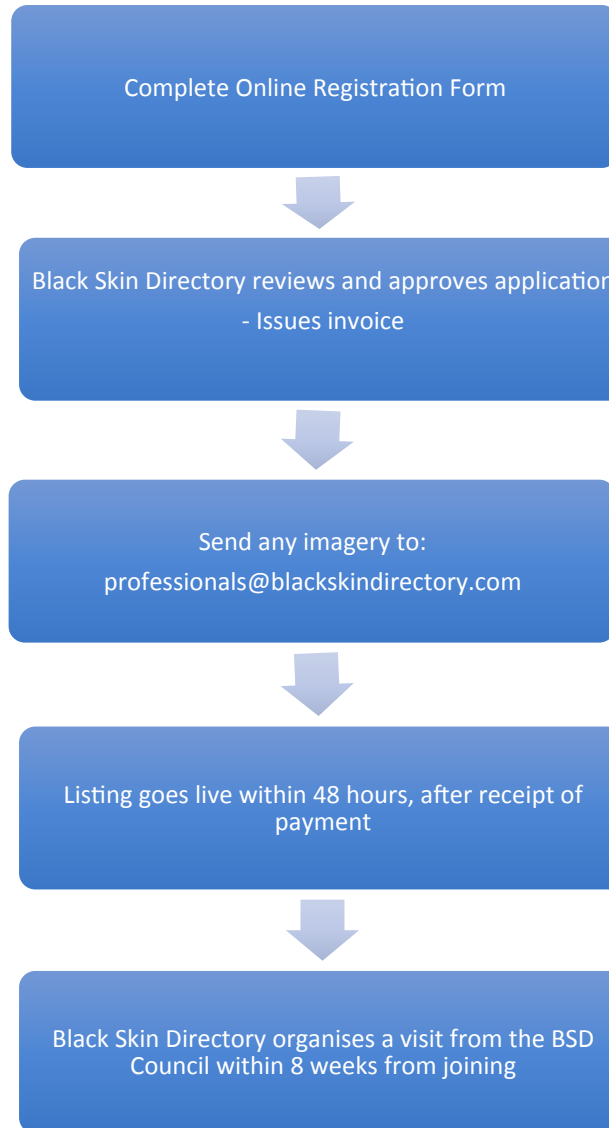 Complete Online Registration Form
Black Skin Directory reviews and approves application
- Issues invoice
Send any imagery to:
professionals@blackskindirectory.com
Listing goes live within 48 hours, after receipt of
payment
Black Skin Directory organises a visit from the BSD
Council within 8 weeks from joining